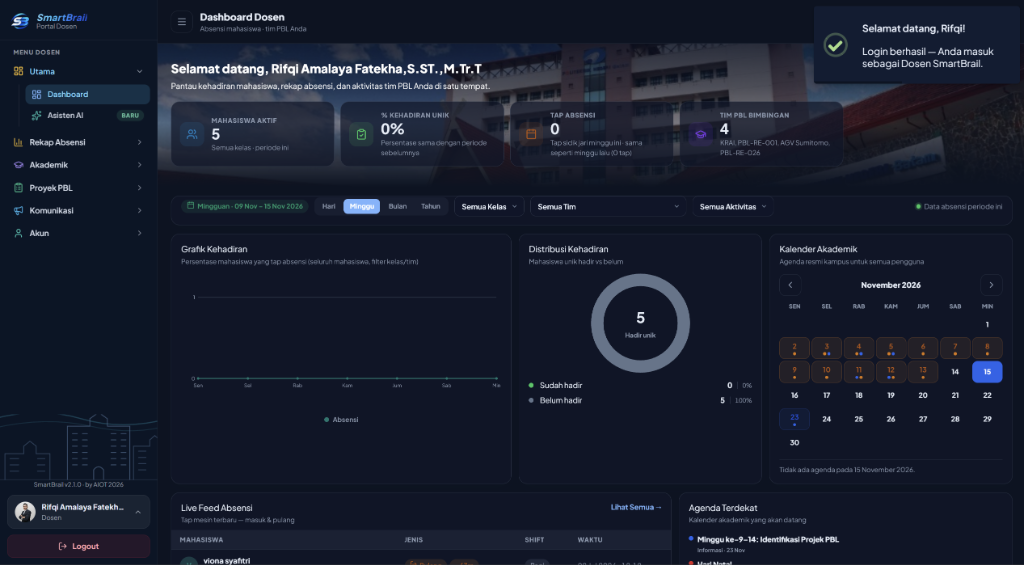 SmartBrail
Portal Dosen
MENU DOSEN
Utama
Dashboard
Asisten AI
BARU
Rekap Absensi
Akademik
Proyek PBL
Komunikasi
Akun
SmartBrail v2.1.0 · by AIOT 2026
Rifqi Amalaya Fatekh...
Dosen
Logout
Dashboard Dosen
Absensi mahasiswa · tim PBL Anda
Selamat datang, Rifqi!
Login berhasil — Anda masuk
sebagai Dosen SmartBrail.
Selamat datang, Rifqi Amalaya Fatekha,S.ST.,M.Tr.T
Pantau kehadiran mahasiswa, rekap absensi, dan aktivitas tim PBL Anda di satu tempat.
MAHASISWA AKTIF
5
Semua kelas · periode ini
% KEHADIRAN UNIK
0%
Persentase sama dengan periode
sebelumnya
TAP ABSENSI
0
Tap sidik jari minggu ini · sama
seperti minggu lalu (0 tap)
TIM PBL BIMBINGAN
4
KRAI, PBL-RE-001, AGV Sumitomo,
PBL-RE-026
Mingguan · 09 Nov – 15 Nov 2026
Hari
Minggu
Bulan
Tahun
Semua Kelas
Semua Tim
Semua Aktivitas
Data absensi periode ini
Grafik Kehadiran
Persentase mahasiswa yang tap absensi (seluruh mahasiswa, filter kelas/tim)
1
0
Sen
Sel
Rab
Kam
Jum
Sab
Min
Absensi
Distribusi Kehadiran
Mahasiswa unik hadir vs belum
5
Hadir unik
Sudah hadir
0
0%
Belum hadir
5
100%
Kalender Akademik
Agenda resmi kampus untuk semua pengguna
November 2026
SEN SEL RAB KAM JUM SAB MIN
1
2 3 4 5 6 7 8
9 10 11 12 13 14 15
16 17 18 19 20 21 22
23 24 25 26 27 28 29
30
Tidak ada agenda pada 15 November 2026.
Live Feed Absensi
Tap mesin terbaru — masuk & pulang
Lihat Semua →
MAHASISWA
JENIS
SHIFT
WAKTU
viona syafitri
Agenda Terdekat
Kalender akademik yang akan datang
Minggu ke-9–14: Identifikasi Projek PBL
Informasi · 23 Nov
Hari Natal